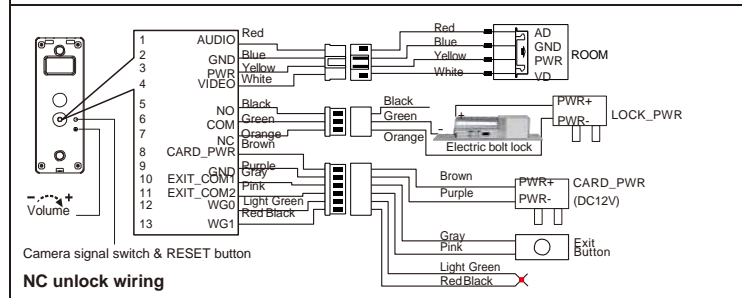 1 AUDIO Red
2 GND Blue
3 PWR Yellow
4 VIDEO White
5 NO Black
6 COM Green
7 NC Orange
8 CARD_PWR Brown
9 GND Purple
10 EXIT_COM1 Gray
11 EXIT_COM2 Pink
12 WG0 Light Green
13 WG1 Red Black
Red AD
Blue GND
Yellow PWR
White VD
ROOM
Black
Green
Orange
+
-
Electric bolt lock
PWR+
PWR-
LOCK_PWR
Brown PWR+
Purple PWR-
CARD_PWR
(DC12V)
Gray
Pink
Exit
Button
Light Green
Red Black
- +
Volume
Camera signal switch & RESET button
NC unlock wiring